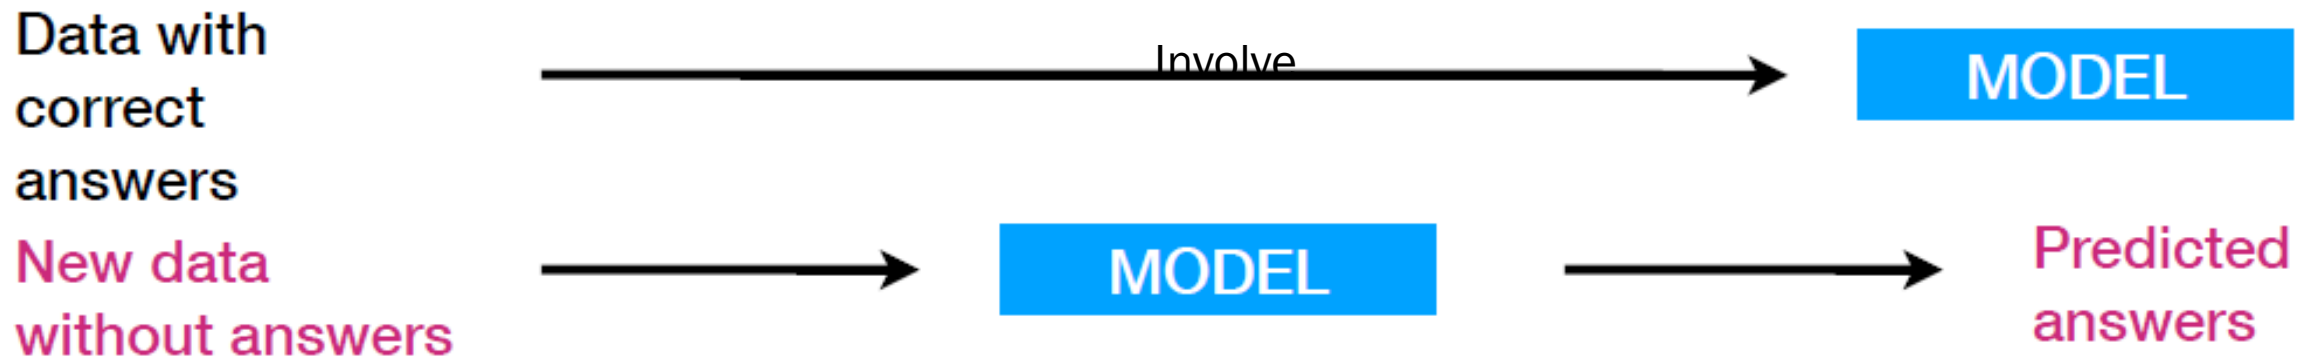 Data with
correct
answers
Involve
MODEL
New data
without answers
MODEL
Predicted
answers